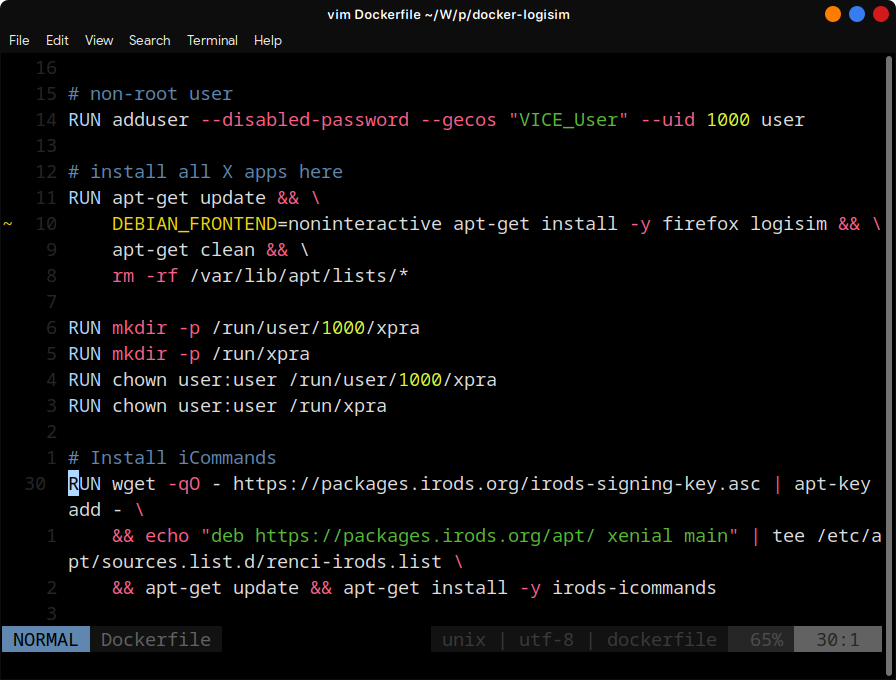 vim Dockerfile ~/W/p/docker-logisim
File Edit View Search Terminal Help
16
15 # non-root user
14 RUN adduser --disabled-password --gecos "VICE_User" --uid 1000 user
13
12 # install all X apps here
11 RUN apt-get update && \
~ 10 DEBIAN_FRONTEND=noninteractive apt-get install -y firefox logisim && \
9 apt-get clean && \
8 rm -rf /var/lib/apt/lists/*
7
6 RUN mkdir -p /run/user/1000/xpra
5 RUN mkdir -p /run/xpra
4 RUN chown user:user /run/user/1000/xpra
3 RUN chown user:user /run/xpra
2
1 # Install iCommands
30 RUN wget -qO - https://packages.irods.org/irods-signing-key.asc | apt-key
add - \
1 && echo "deb https://packages.irods.org/apt/ xenial main" | tee /etc/a
pt/sources.list.d/renci-irods.list \
2 && apt-get update && apt-get install -y irods-icommands
3
NORMAL Dockerfile unix | utf-8 | dockerfile 65% 30:1